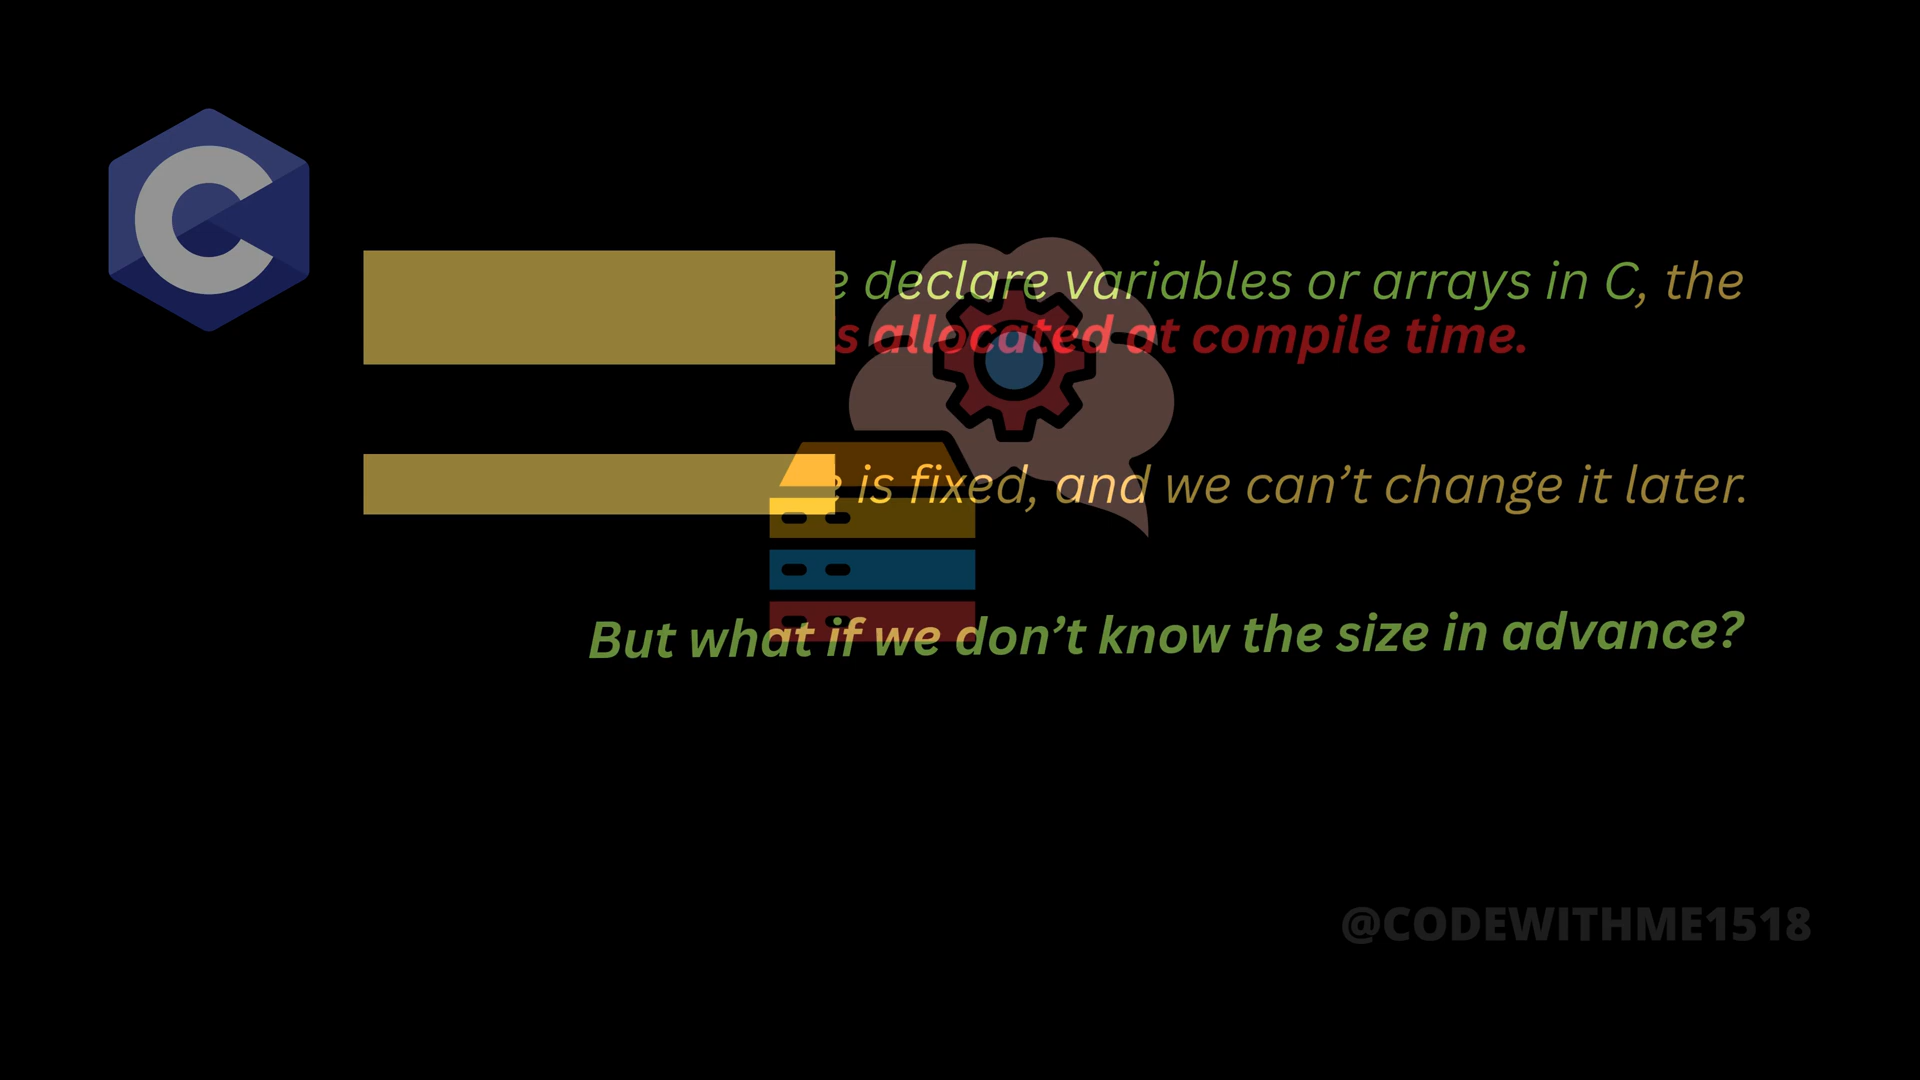 declare variables or arrays in C, the
allocated at compile time.
is fixed, and we can’t change it later.
But what if we don’t know the size in advance?
@CODEWITHME1518